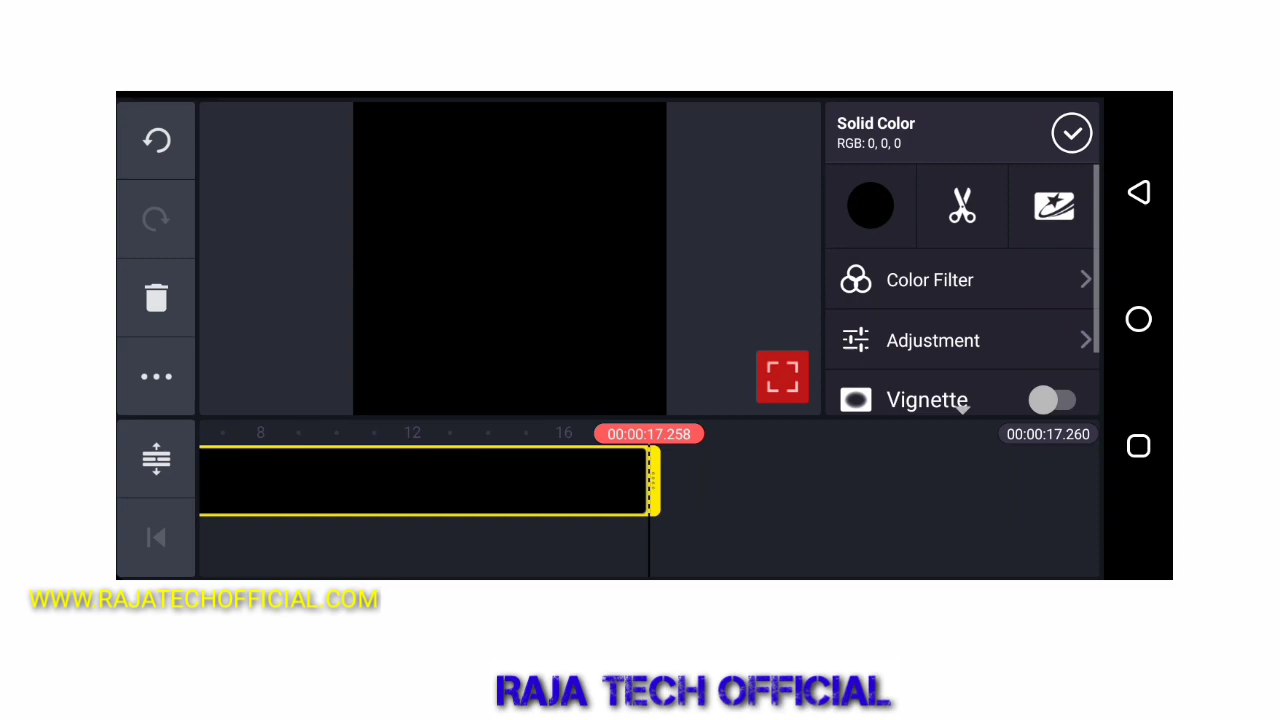 Solid Color
RGB: 0, 0, 0
Color Filter
Adjustment
Vignette
8 12 16 00:00:17.258 00:00:17.260
WWW.RAJATECHOFFICIAL.COM
RAJA TECH OFFICIAL